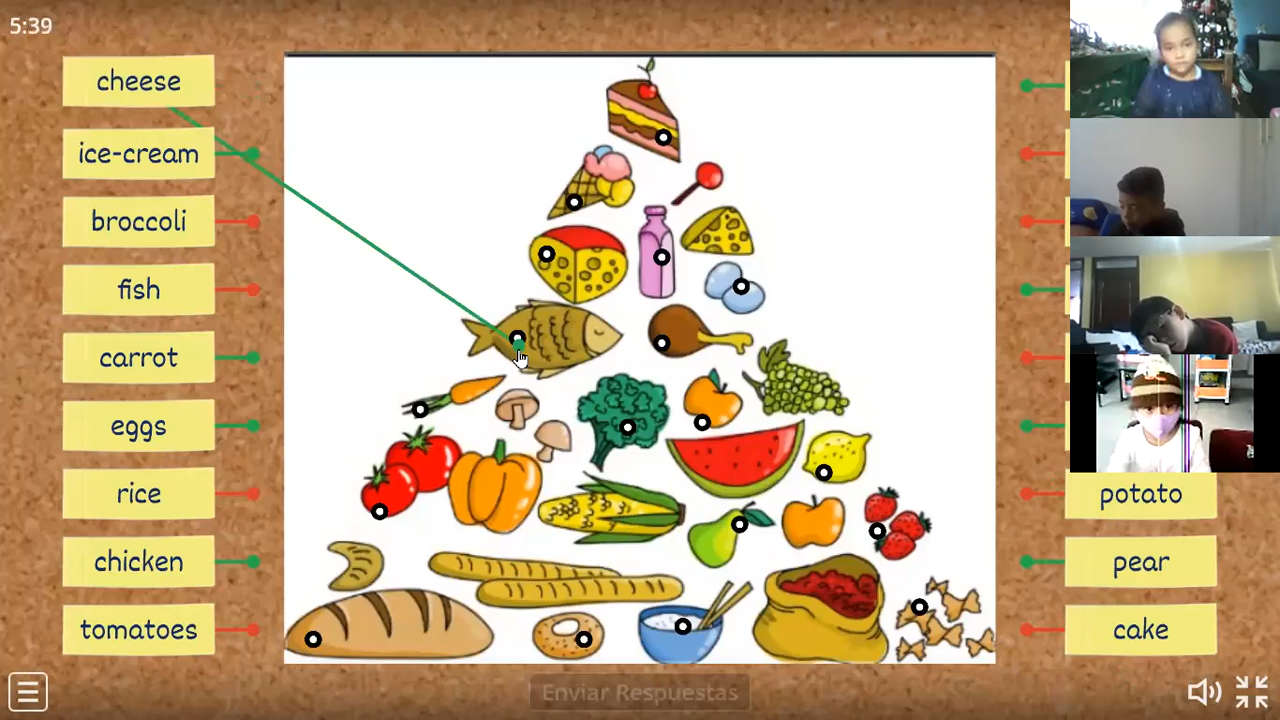 5:39
cheese
ice-cream
broccoli
fish
carrot
eggs
rice
chicken
tomatoes
potato
pear
cake
Enviar Respuestas